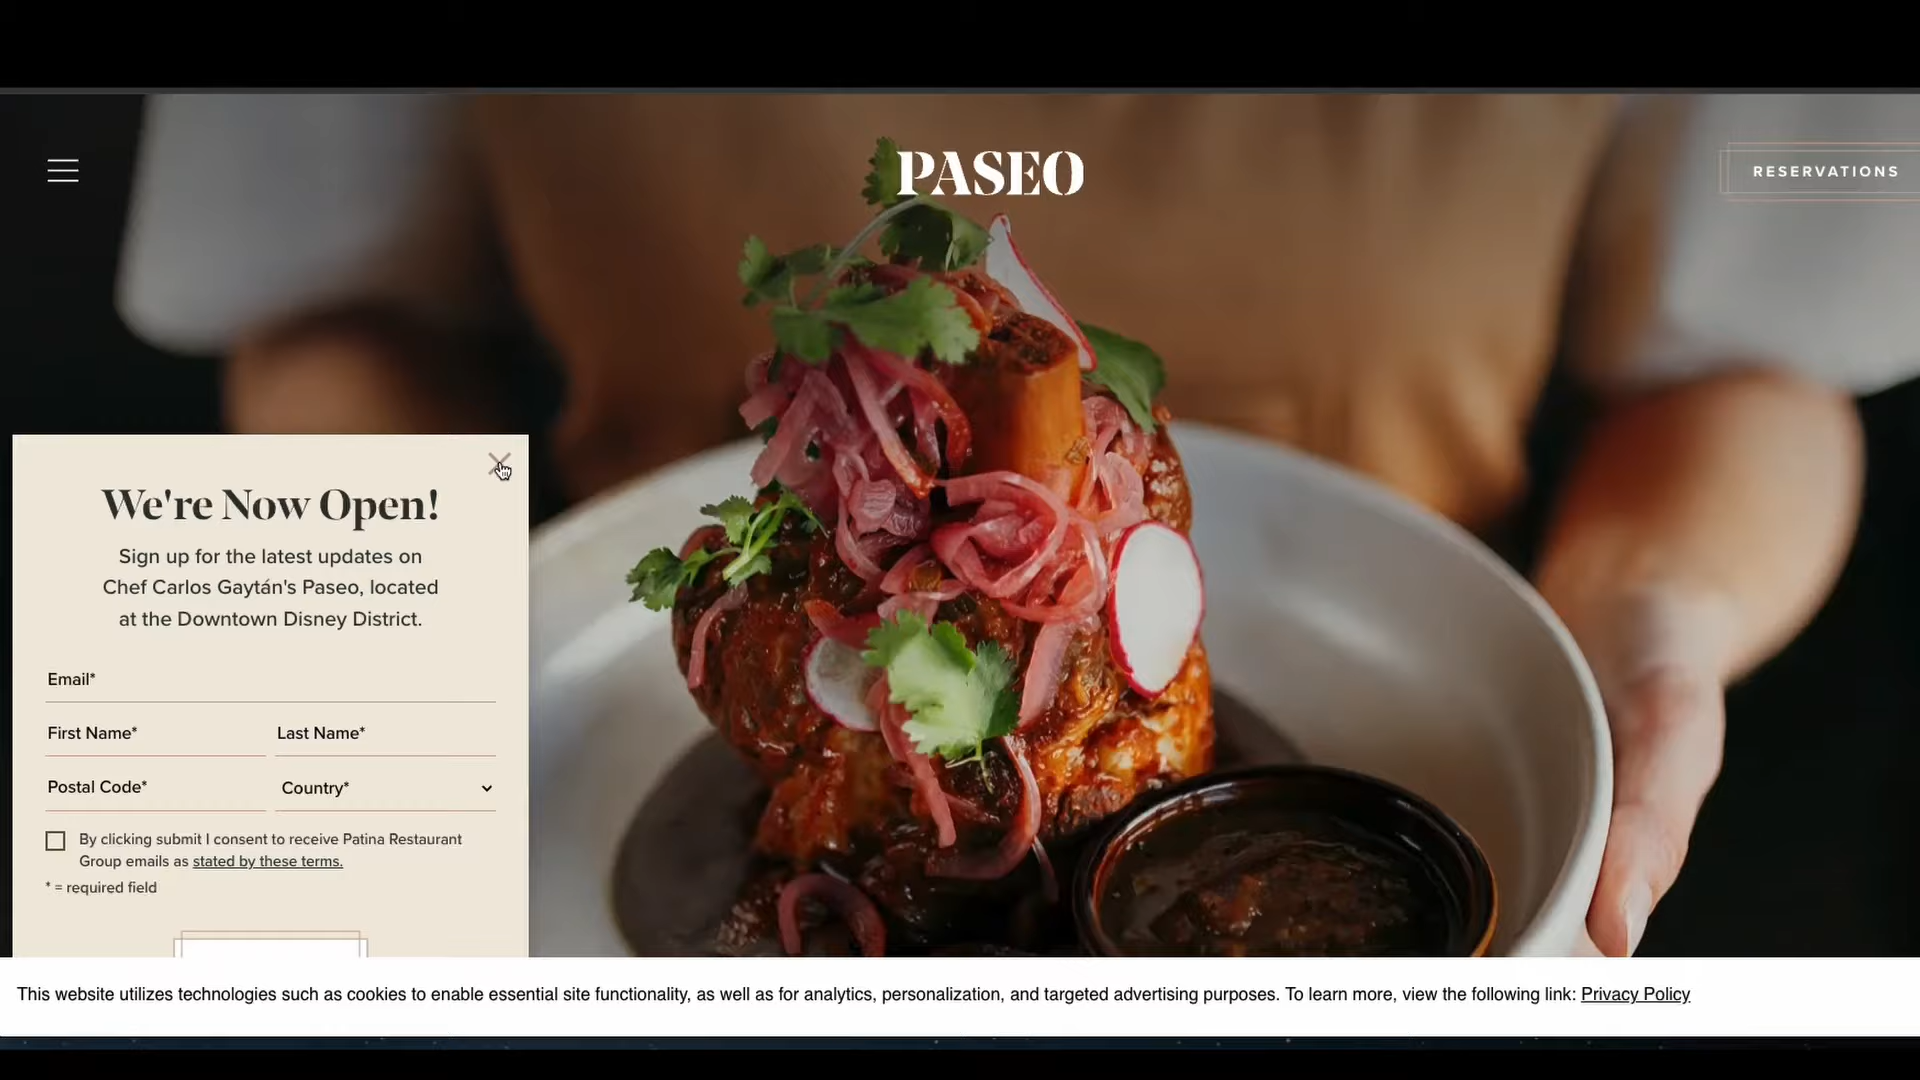 PASEO
RESERVATIONS
We're Now Open!
Sign up for the latest updates on
Chef Carlos Gaytán's Paseo, located
at the Downtown Disney District.
Email*
First Name*
Last Name*
Postal Code*
Country*
By clicking submit I consent to receive Patina Restaurant
Group emails as stated by these terms.
* = required field
This website utilizes technologies such as cookies to enable essential site functionality, as well as for analytics, personalization, and targeted advertising purposes. To learn more, view the following link: Privacy Policy